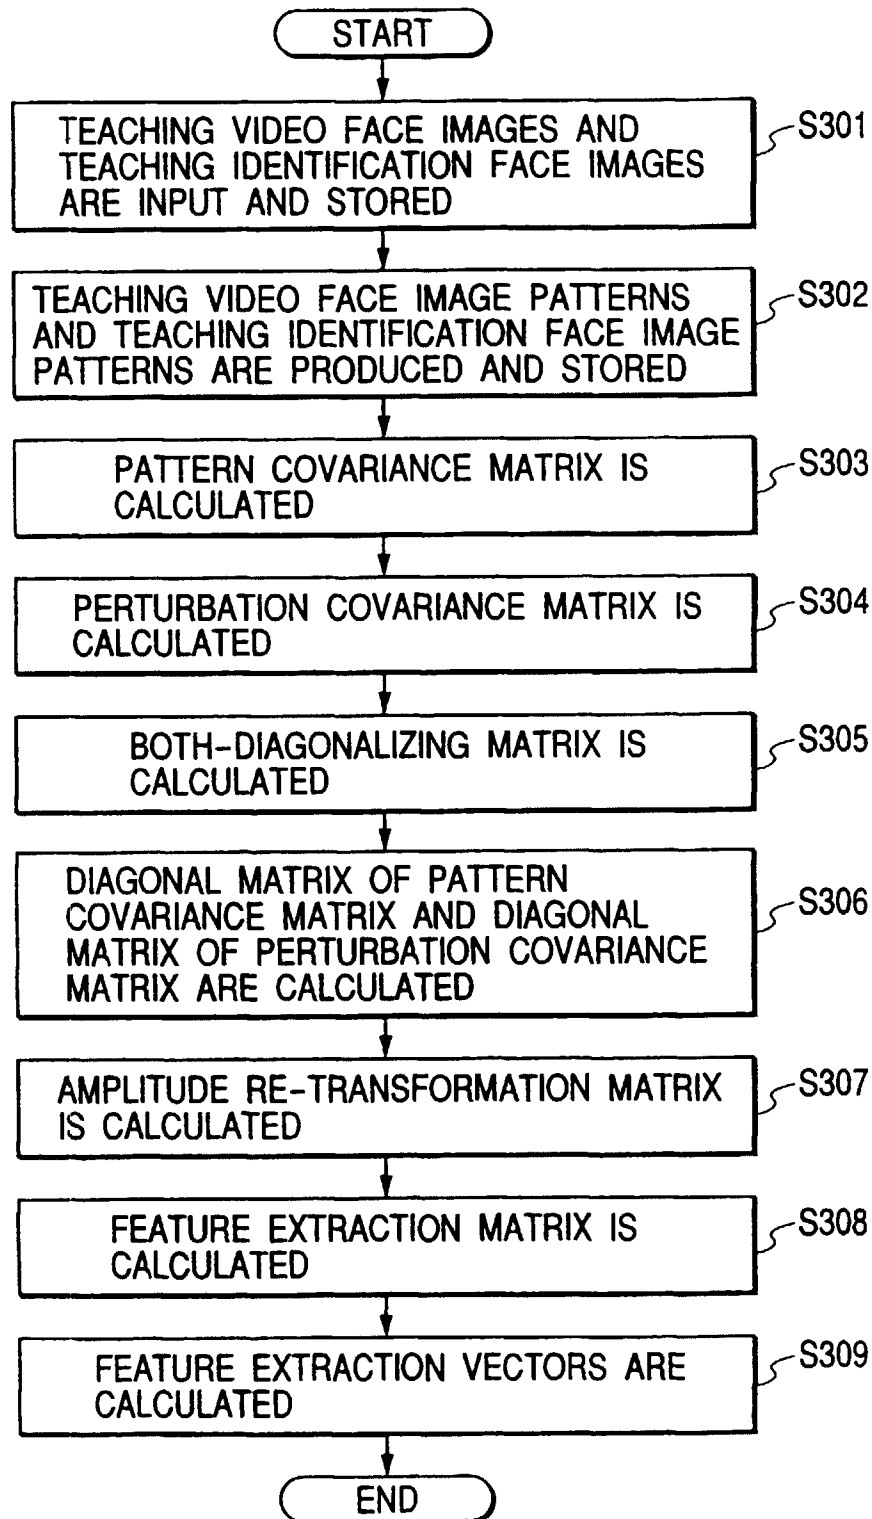 START
TEACHING VIDEO FACE IMAGES AND
TEACHING IDENTIFICATION FACE IMAGES
ARE INPUT AND STORED
S301
TEACHING VIDEO FACE IMAGE PATTERNS
AND TEACHING IDENTIFICATION FACE IMAGE
PATTERNS ARE PRODUCED AND STORED
S302
PATTERN COVARIANCE MATRIX IS
CALCULATED
S303
PERTURBATION COVARIANCE MATRIX IS
CALCULATED
S304
BOTH-DIAGONALIZING MATRIX IS
CALCULATED
S305
DIAGONAL MATRIX OF PATTERN
COVARIANCE MATRIX AND DIAGONAL
MATRIX OF PERTURBATION COVARIANCE
MATRIX ARE CALCULATED
S306
AMPLITUDE RE-TRANSFORMATION MATRIX
IS CALCULATED
S307
FEATURE EXTRACTION MATRIX IS
CALCULATED
S308
FEATURE EXTRACTION VECTORS ARE
CALCULATED
S309
END